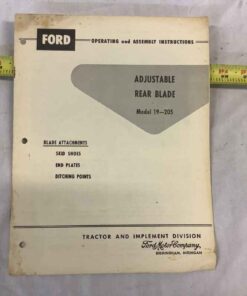 FORD
OPERATING and ASSEMBLY INSTRUCTIONS
ADJUSTABLE
REAR BLADE
Model 19-205
BLADE ATTACHMENTS
SKID SHOES
END PLATES
DITCHING POINTS
TRACTOR AND IMPLEMENT DIVISION
Ford Motor Company,
BIRMINGHAM, MICHIGAN